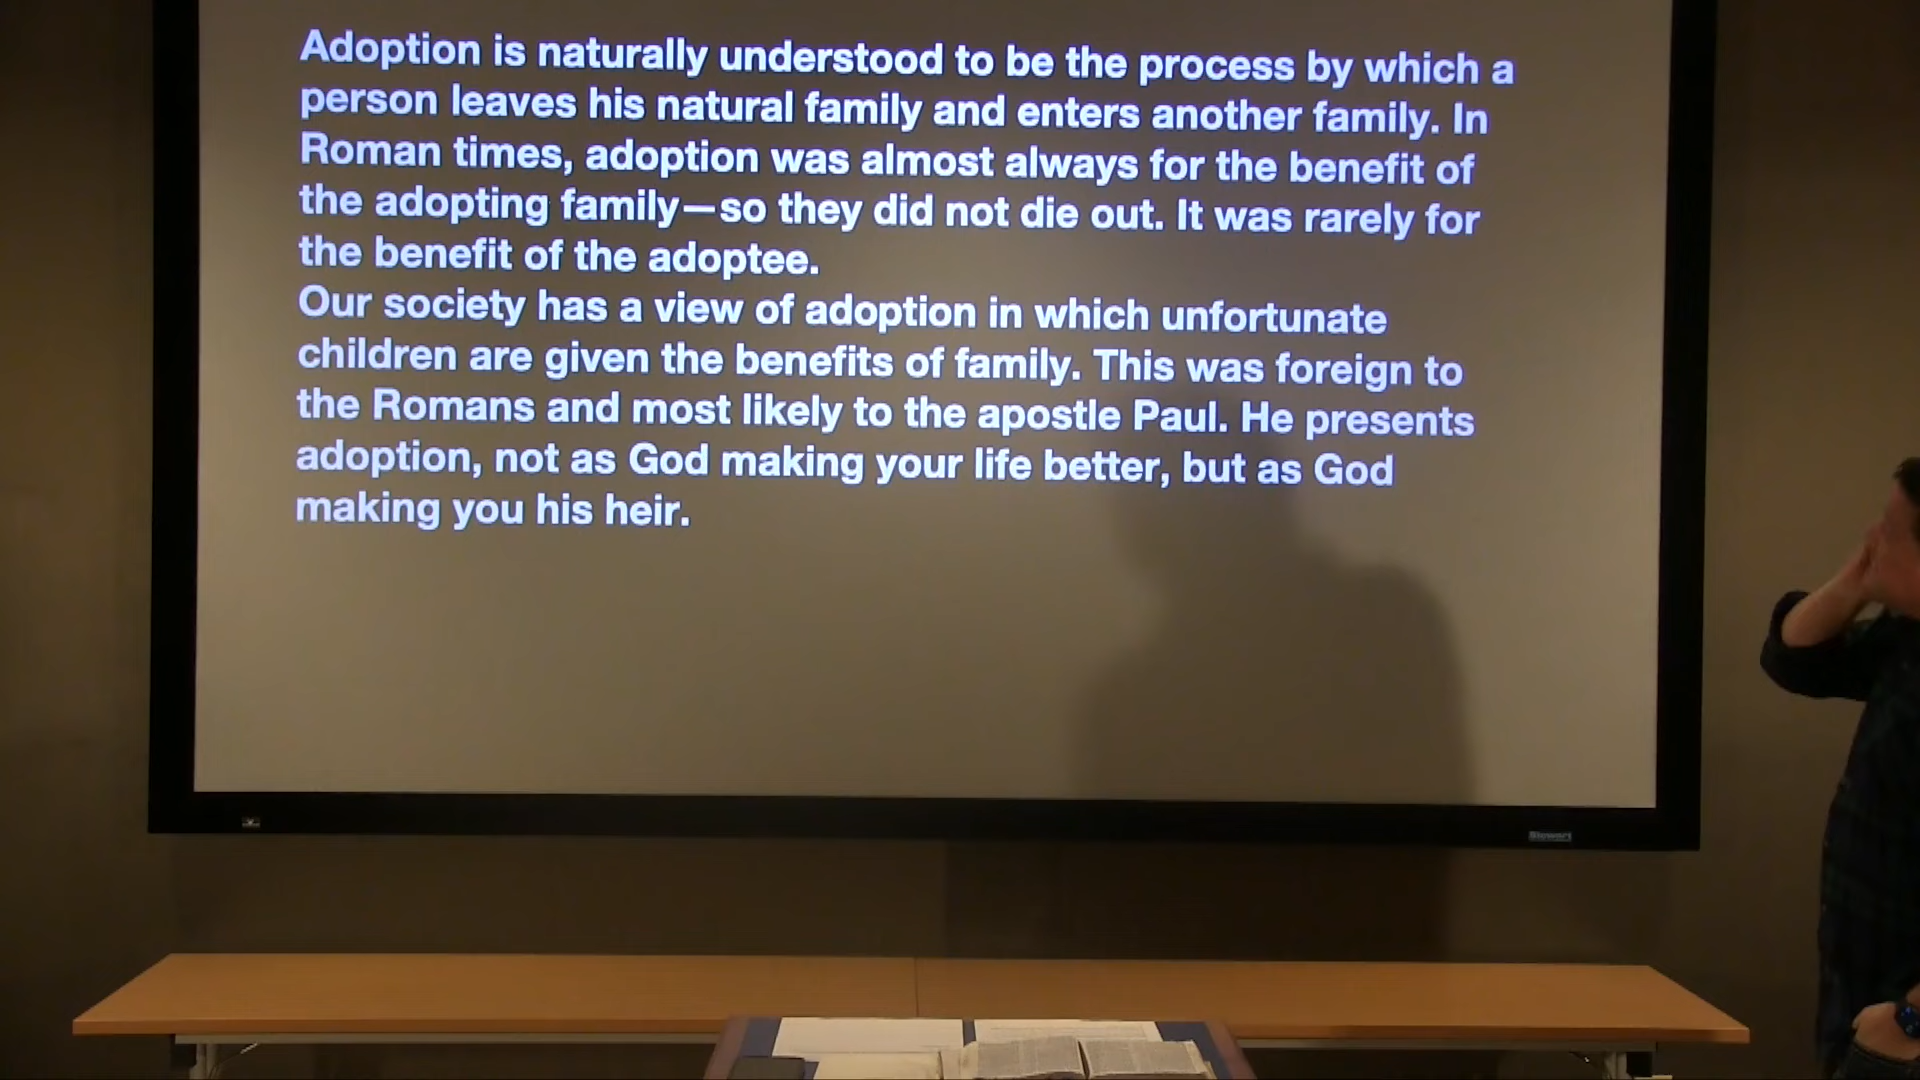 Adoption is naturally understood to be the process by which a
person leaves his natural family and enters another family. In
Roman times, adoption was almost always for the benefit of
the adopting family—so they did not die out. It was rarely for
the benefit of the adoptee.
Our society has a view of adoption in which unfortunate
children are given the benefits of family. This was foreign to
the Romans and most likely to the apostle Paul. He presents
adoption, not as God making your life better, but as God
making you his heir.
Stewart